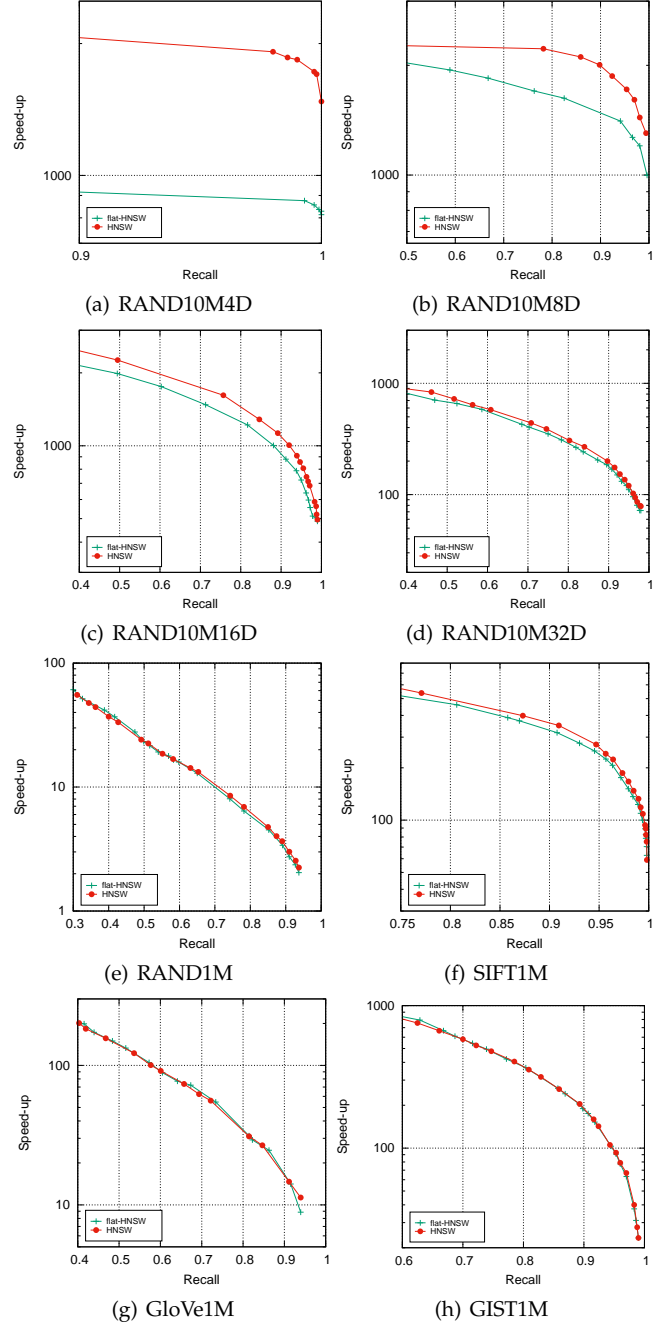 Speed-up
1000
flat-HNSW
HNSW
0.9
1
Recall
(a) RAND10M4D
Speed-up
1000
flat-HNSW
HNSW
0.5
0.6
0.7
0.8
0.9
1
Recall
(b) RAND10M8D
Speed-up
1000
flat-HNSW
HNSW
0.4
0.5
0.6
0.7
0.8
0.9
1
Recall
(c) RAND10M16D
Speed-up
1000
100
flat-HNSW
HNSW
0.4
0.5
0.6
0.7
0.8
0.9
1
Recall
(d) RAND10M32D
Speed-up
100
10
1
flat-HNSW
HNSW
0.3
0.4
0.5
0.6
0.7
0.8
0.9
1
Recall
(e) RAND1M
Speed-up
100
flat-HNSW
HNSW
0.75
0.8
0.85
0.9
0.95
1
Recall
(f) SIFT1M
Speed-up
100
10
flat-HNSW
HNSW
0.4
0.5
0.6
0.7
0.8
0.9
1
Recall
(g) GloVe1M
Speed-up
1000
100
flat-HNSW
HNSW
0.6
0.7
0.8
0.9
1
Recall
(h) GIST1M